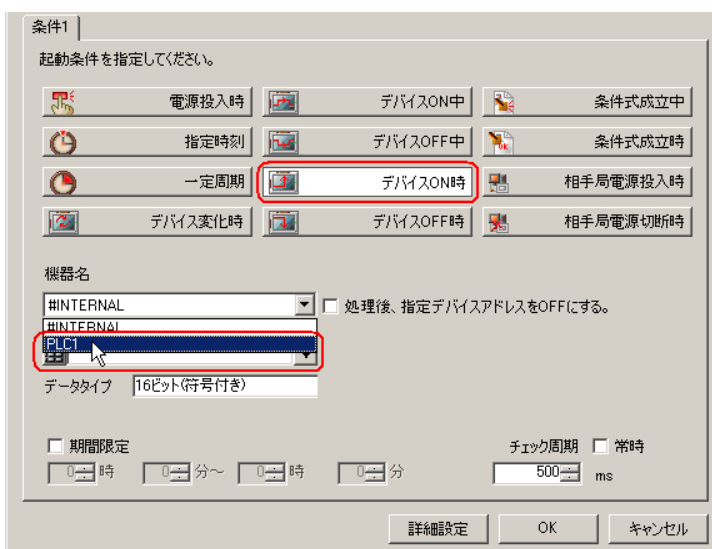 条件1
起動条件を指定してください。
電源投入時 デバイスON中 条件式成立中
指定時刻 デバイスOFF中 条件式成立時
一定周期 デバイスON時 相手局電源投入時
デバイス変化時 デバイスOFF時 相手局電源切断時
機器名
#INTERNAL 処理後、指定デバイスアドレスをOFFにする。
#INTERNAL
PLC1
データタイプ 16ビット(符号付き)
期間限定 チェック周期 常時
0 時 0 分～ 0 時 0 分 500 ms
詳細設定 OK キャンセル